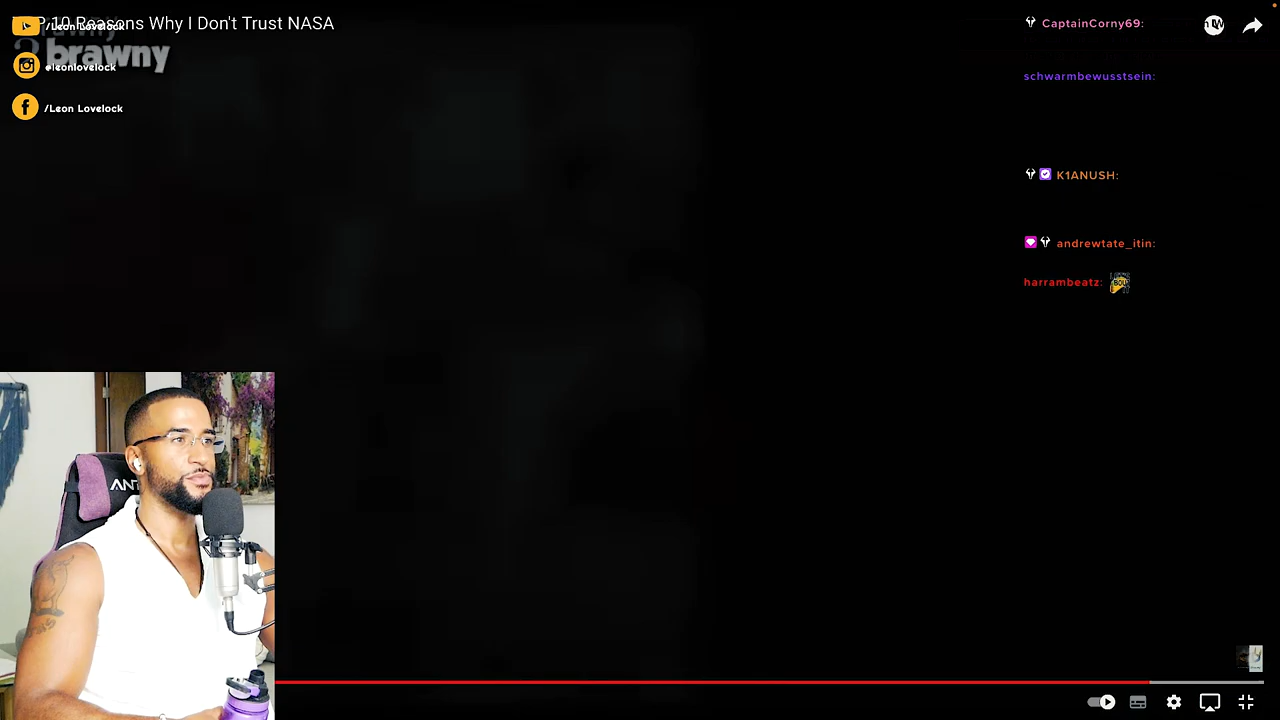 10 Reasons Why I Don't Trust NASA
/Leon Lovelock
brawny
@leonlovelock
/Leon Lovelock
CaptainCorny69:
schwarmbewusstsein:
K1ANUSH:
andrewtate_itin:
harrambeatz: